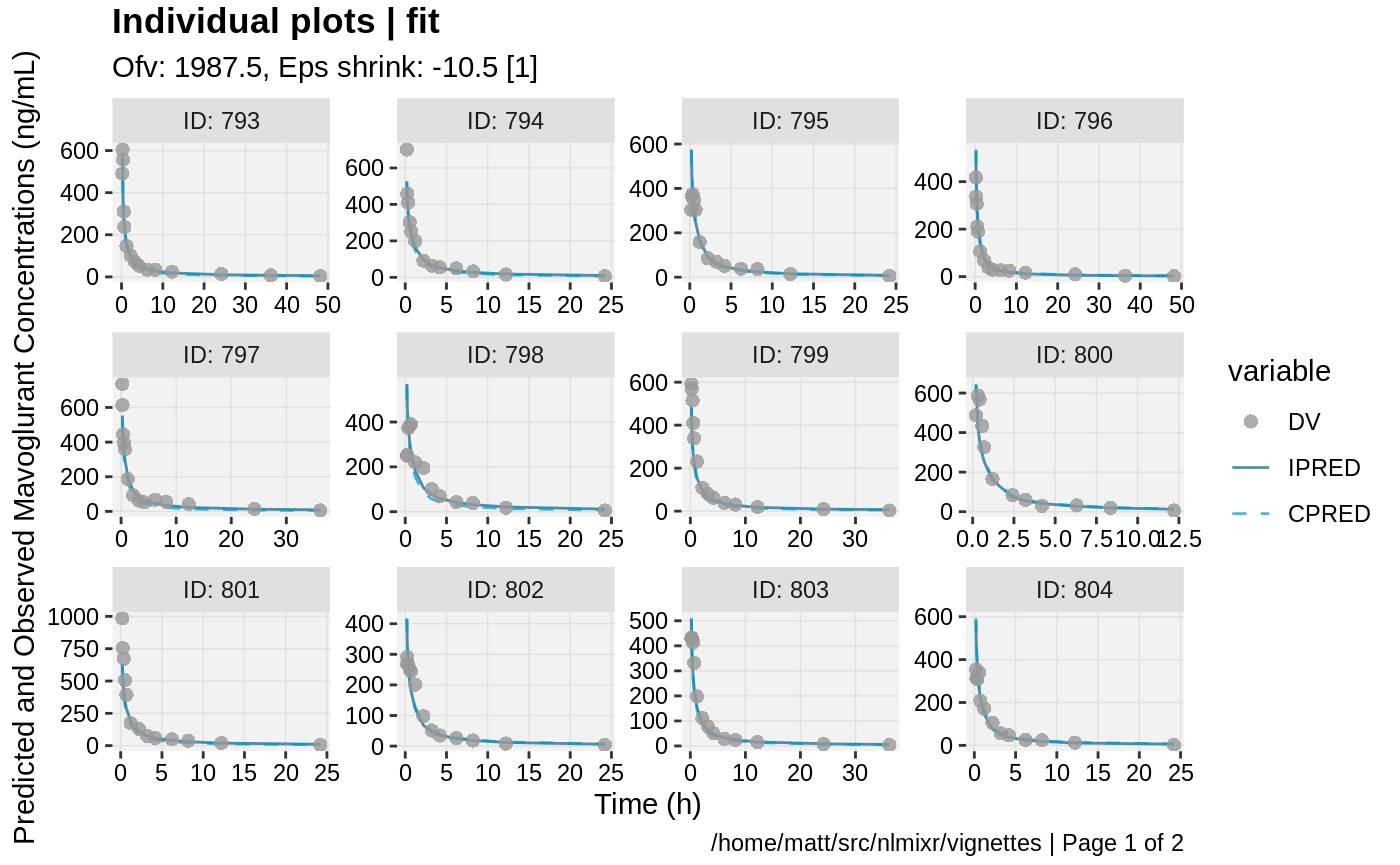 Individual plots | fit
Ofv: 1987.5, Eps shrink: -10.5 [1]
Predicted and Observed Mavoglurant Concentrations (ng/mL)
ID: 793
600
400
200
0
0 10 20 30 40 50
ID: 794
600
400
200
0
0 5 10 15 20 25
ID: 795
600
400
200
0
0 5 10 15 20 25
ID: 796
400
200
0
0 10 20 30 40 50
ID: 797
600
400
200
0
0 10 20 30
ID: 798
400
200
0
0 5 10 15 20 25
ID: 799
600
400
200
0
0 10 20 30
ID: 800
600
400
200
0
0.0 2.5 5.0 7.5 10.0 12.5
ID: 801
1000
750
500
250
0
0 5 10 15 20 25
ID: 802
400
300
200
100
0
0 5 10 15 20 25
ID: 803
500
400
300
200
100
0
0 10 20 30
ID: 804
600
400
200
0
0 5 10 15 20 25
Time (h)
variable
DV
IPRED
CPRED
/home/matt/src/nlmixr/vignettes | Page 1 of 2